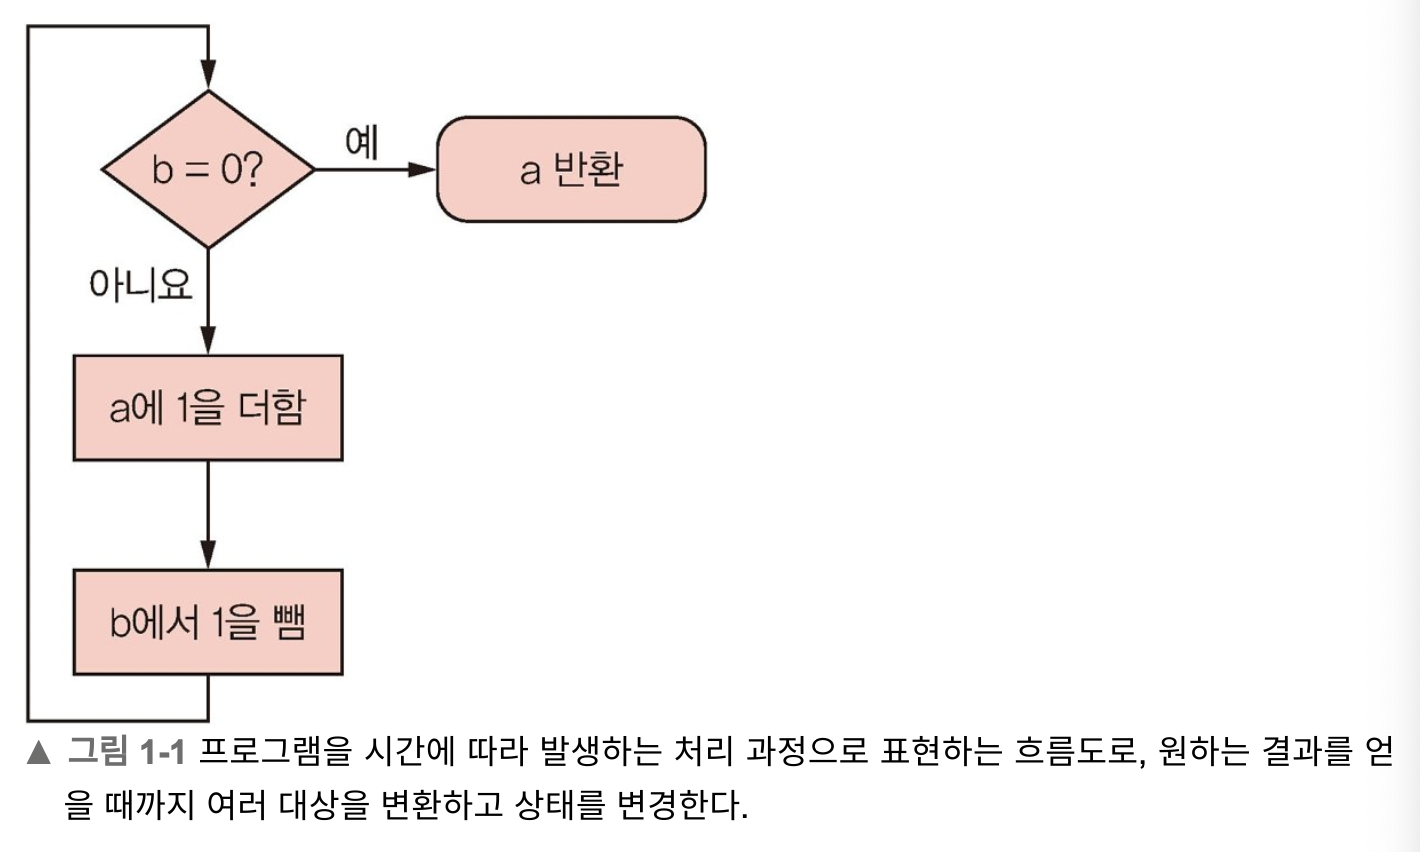 b = 0?
예
a 반환
아니요
a에 1을 더함
b에서 1을 뺌
▲ 그림 1-1 프로그램을 시간에 따라 발생하는 처리 과정으로 표현하는 흐름도로, 원하는 결과를 얻
을 때까지 여러 대상을 변환하고 상태를 변경한다.